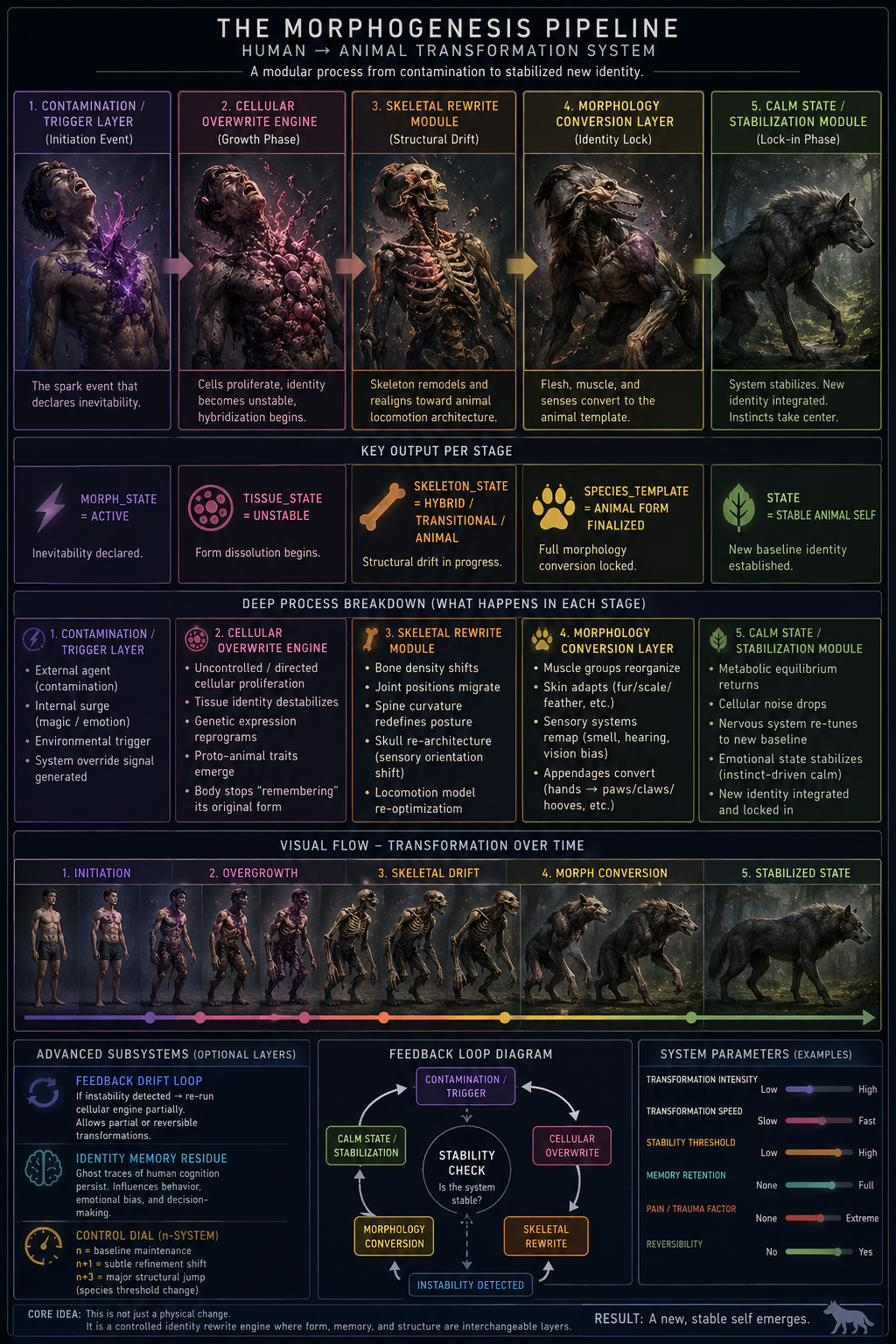 THE MORPHOGENESIS PIPELINE
HUMAN → ANIMAL TRANSFORMATION SYSTEM
A modular process from contamination to stabilized new identity.
1. CONTAMINATION /
TRIGGER LAYER
(Initiation Event)
The spark event that
declares inevitability.
2. CELLULAR
OVERWRITE ENGINE
(Growth Phase)
Cells proliferate, identity
becomes unstable,
hybridization begins.
3. SKELETAL REWRITE
MODULE
(Structural Drift)
Skeleton remodels and
realigns toward animal
locomotion architecture.
4. MORPHOLOGY
CONVERSION LAYER
(Identity Lock)
Flesh, muscle, and
senses convert to the
animal template.
5. CALM STATE /
STABILIZATION MODULE
(Lock-in Phase)
System stabilizes. New
identity integrated.
Instincts take center.
KEY OUTPUT PER STAGE
MORPH_STATE
= ACTIVE
Inevitability declared.
TISSUE_STATE
= UNSTABLE
Form dissolution begins.
SKELETON_STATE
= HYBRID /
TRANSITIONAL /
ANIMAL
Structural drift in progress.
SPECIES_TEMPLATE
= ANIMAL FORM
FINALIZED
Full morphology
conversion locked.
STATE
= STABLE ANIMAL SELF
New baseline identity
established.
DEEP PROCESS BREAKDOWN (WHAT HAPPENS IN EACH STAGE)
1. CONTAMINATION /
TRIGGER LAYER
• External agent
(contamination)
• Internal surge
(magic / emotion)
• Environmental trigger
• System override signal
generated
2. CELLULAR
OVERWRITE ENGINE
• Uncontrolled / directed
cellular proliferation
• Tissue identity destabilizes
• Genetic expression
reprograms
• Proto-animal traits
emerge
• Body stops “remembering”
its original form
3. SKELETAL REWRITE
MODULE
• Bone density shifts
• Joint positions migrate
• Spine curvature
redefines posture
• Skull re-architecture
(sensory orientation
shift)
• Locomotion model
re-optimization
4. MORPHOLOGY
CONVERSION LAYER
• Muscle groups reorganize
• Skin adapts (fur/scale/
feather, etc.)
• Sensory systems
remap (smell, hearing,
vision bias)
• Appendages convert
(hands → paws/claws/
hooves, etc.)
5. CALM STATE /
STABILIZATION MODULE
• Metabolic equilibrium
returns
• Cellular noise drops
• Nervous system re-tunes
to new baseline
• Emotional state stabilizes
(instinct-driven calm)
• New identity integrated
and locked in
VISUAL FLOW – TRANSFORMATION OVER TIME
1. INITIATION
2. OVERGROWTH
3. SKELETAL DRIFT
4. MORPH CONVERSION
5. STABILIZED STATE
ADVANCED SUBSYSTEMS (OPTIONAL LAYERS)
FEEDBACK DRIFT LOOP
If instability detected → re-run
cellular engine partially.
Allows partial or reversible
transformations.
IDENTITY MEMORY RESIDUE
Ghost traces of human cognition
persist. Influences behavior,
emotional bias, and decision-
making.
CONTROL DIAL (n-SYSTEM)
n = baseline maintenance
n+1 = subtle refinement shift
n+3 = major structural jump
(species threshold change)
FEEDBACK LOOP DIAGRAM
CONTAMINATION /
TRIGGER
CALM STATE /
STABILIZATION
CELLULAR
OVERWRITE
STABILITY
CHECK
Is the system
stable?
MORPHOLOGY
CONVERSION
SKELETAL
REWRITE
INSTABILITY DETECTED
SYSTEM PARAMETERS (EXAMPLES)
TRANSFORMATION INTENSITY
Low High
TRANSFORMATION SPEED
Slow Fast
STABILITY THRESHOLD
Low High
MEMORY RETENTION
None Full
PAIN / TRAUMA FACTOR
None Extreme
REVERSIBILITY
No Yes
CORE IDEA: This is not just a physical change.
It is a controlled identity rewrite engine where form, memory, and structure are interchangeable layers.
RESULT: A new, stable self emerges.